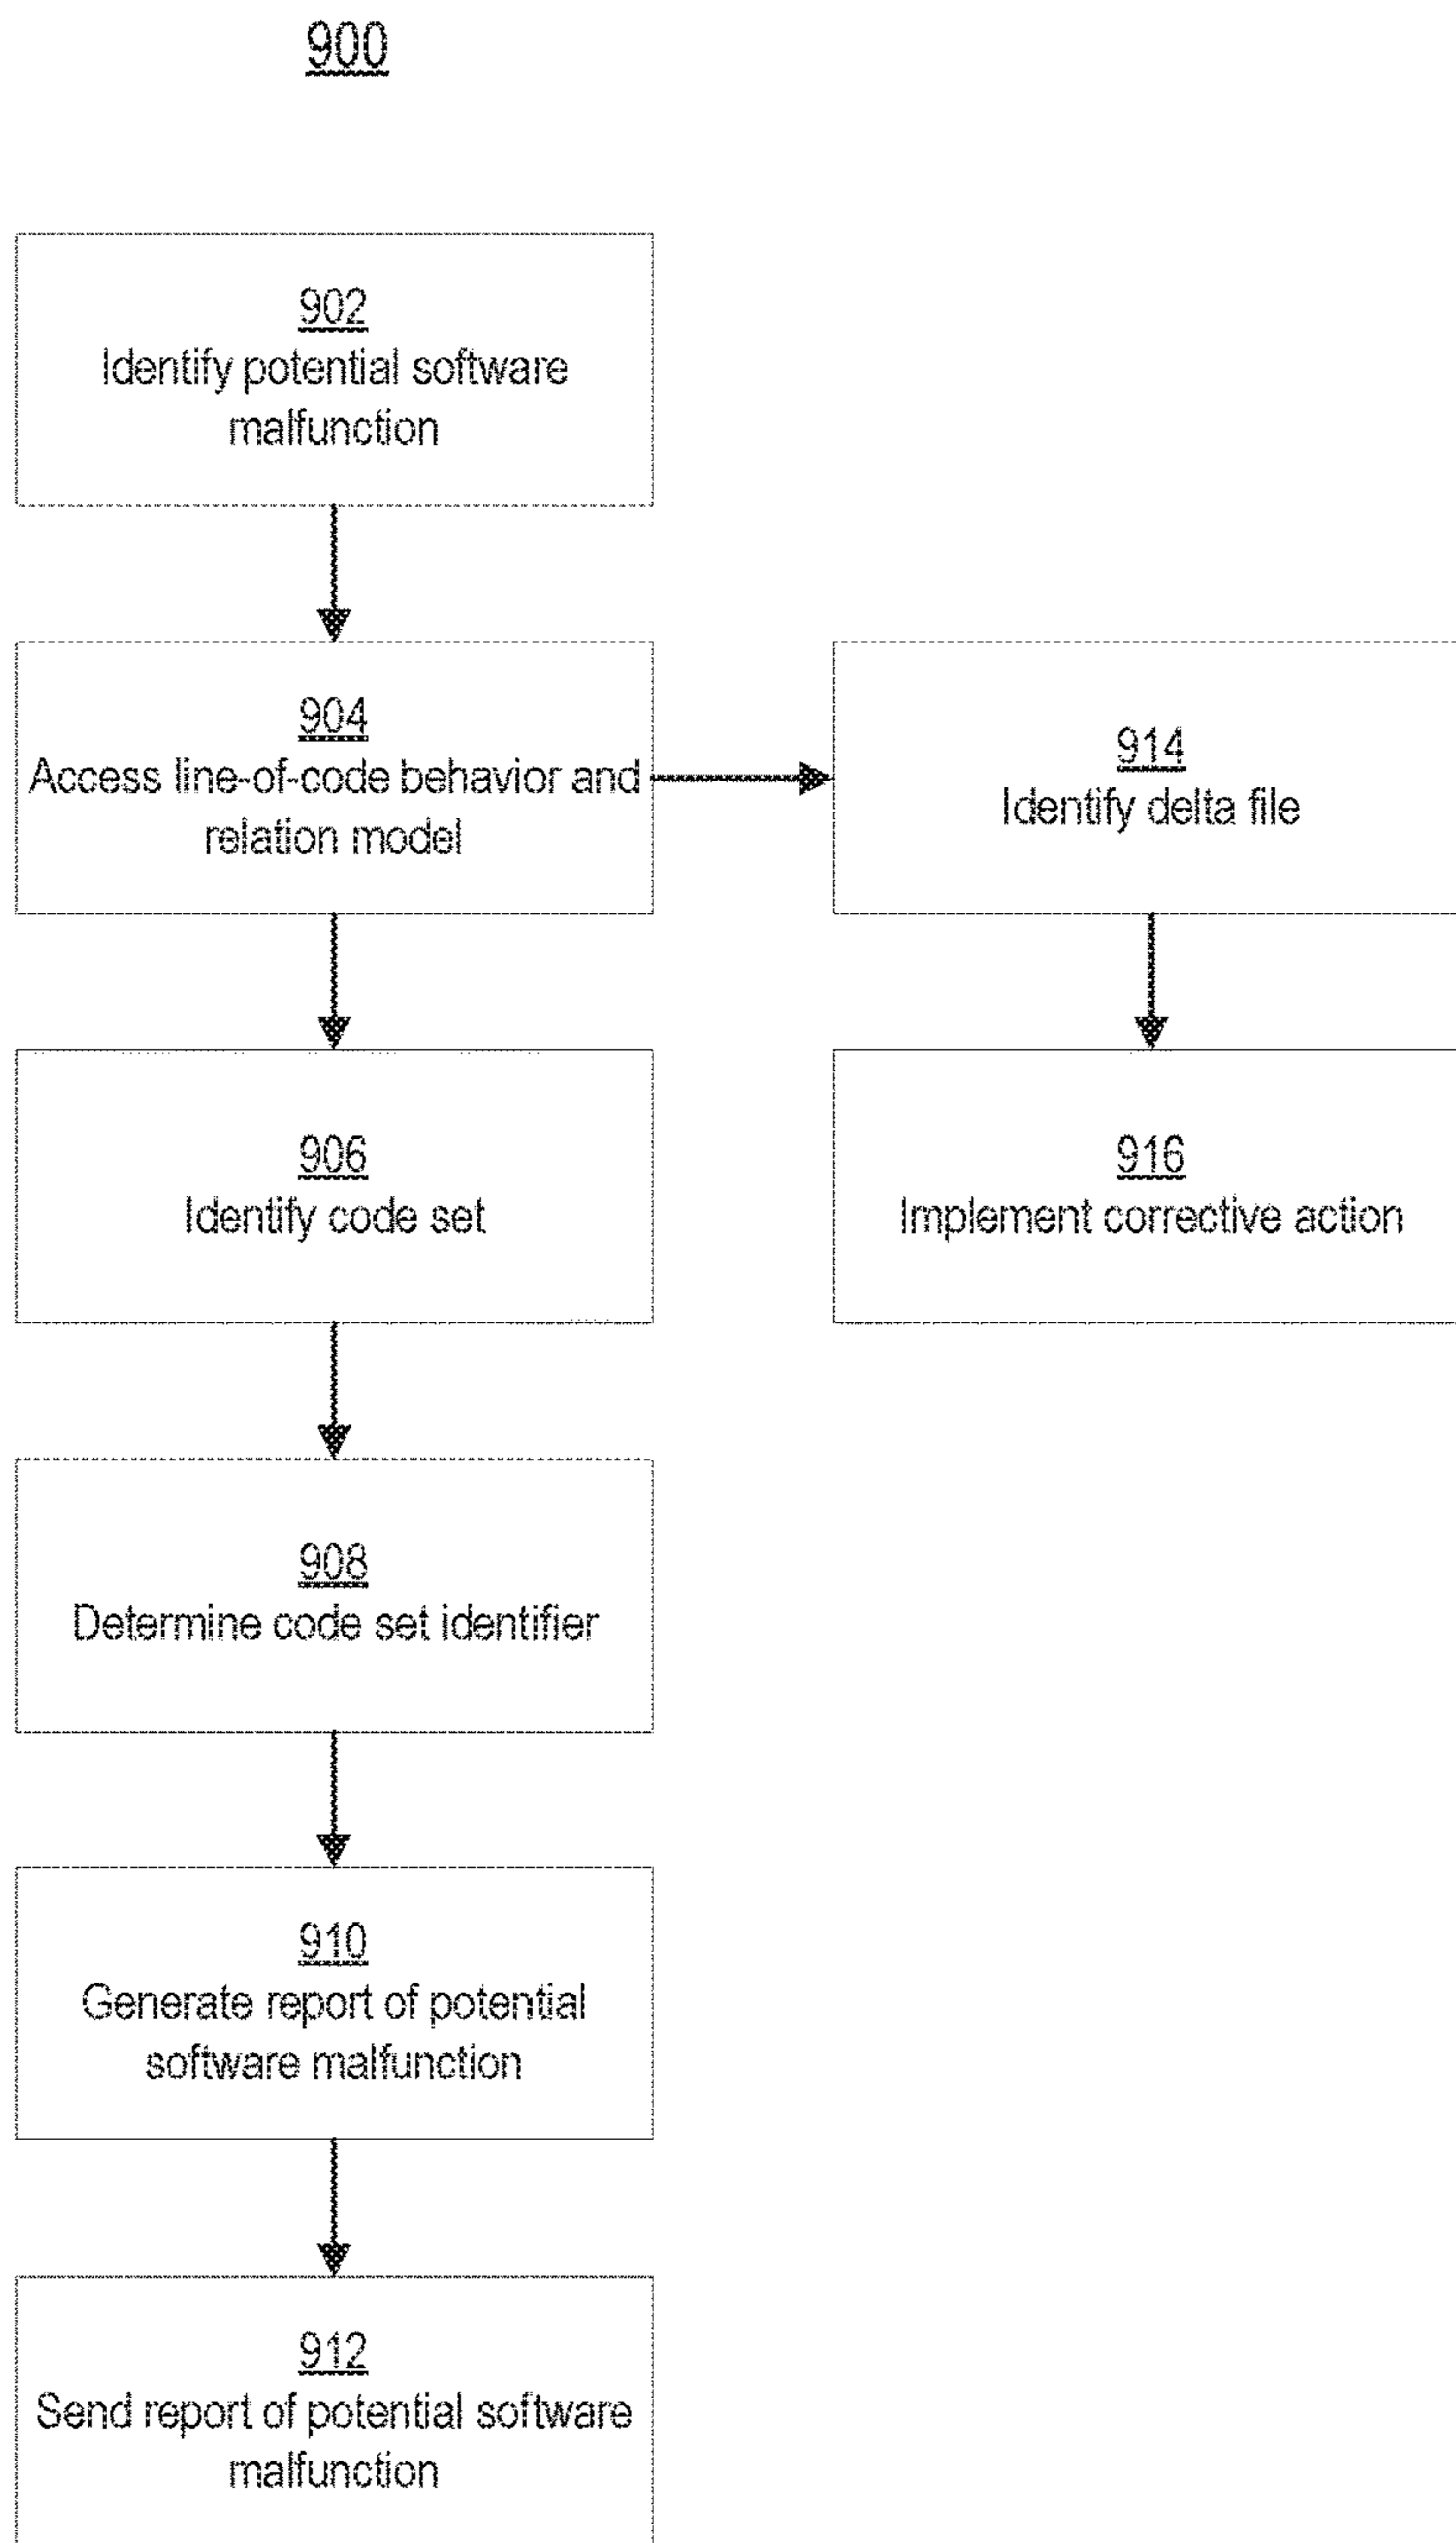 900
902
Identify potential software
malfunction
904
Access line-of-code behavior and
relation model
914
Identify delta file
906
Identify code set
916
Implement corrective action
908
Determine code set identifier
910
Generate report of potential
software malfunction
912
Send report of potential software
malfunction